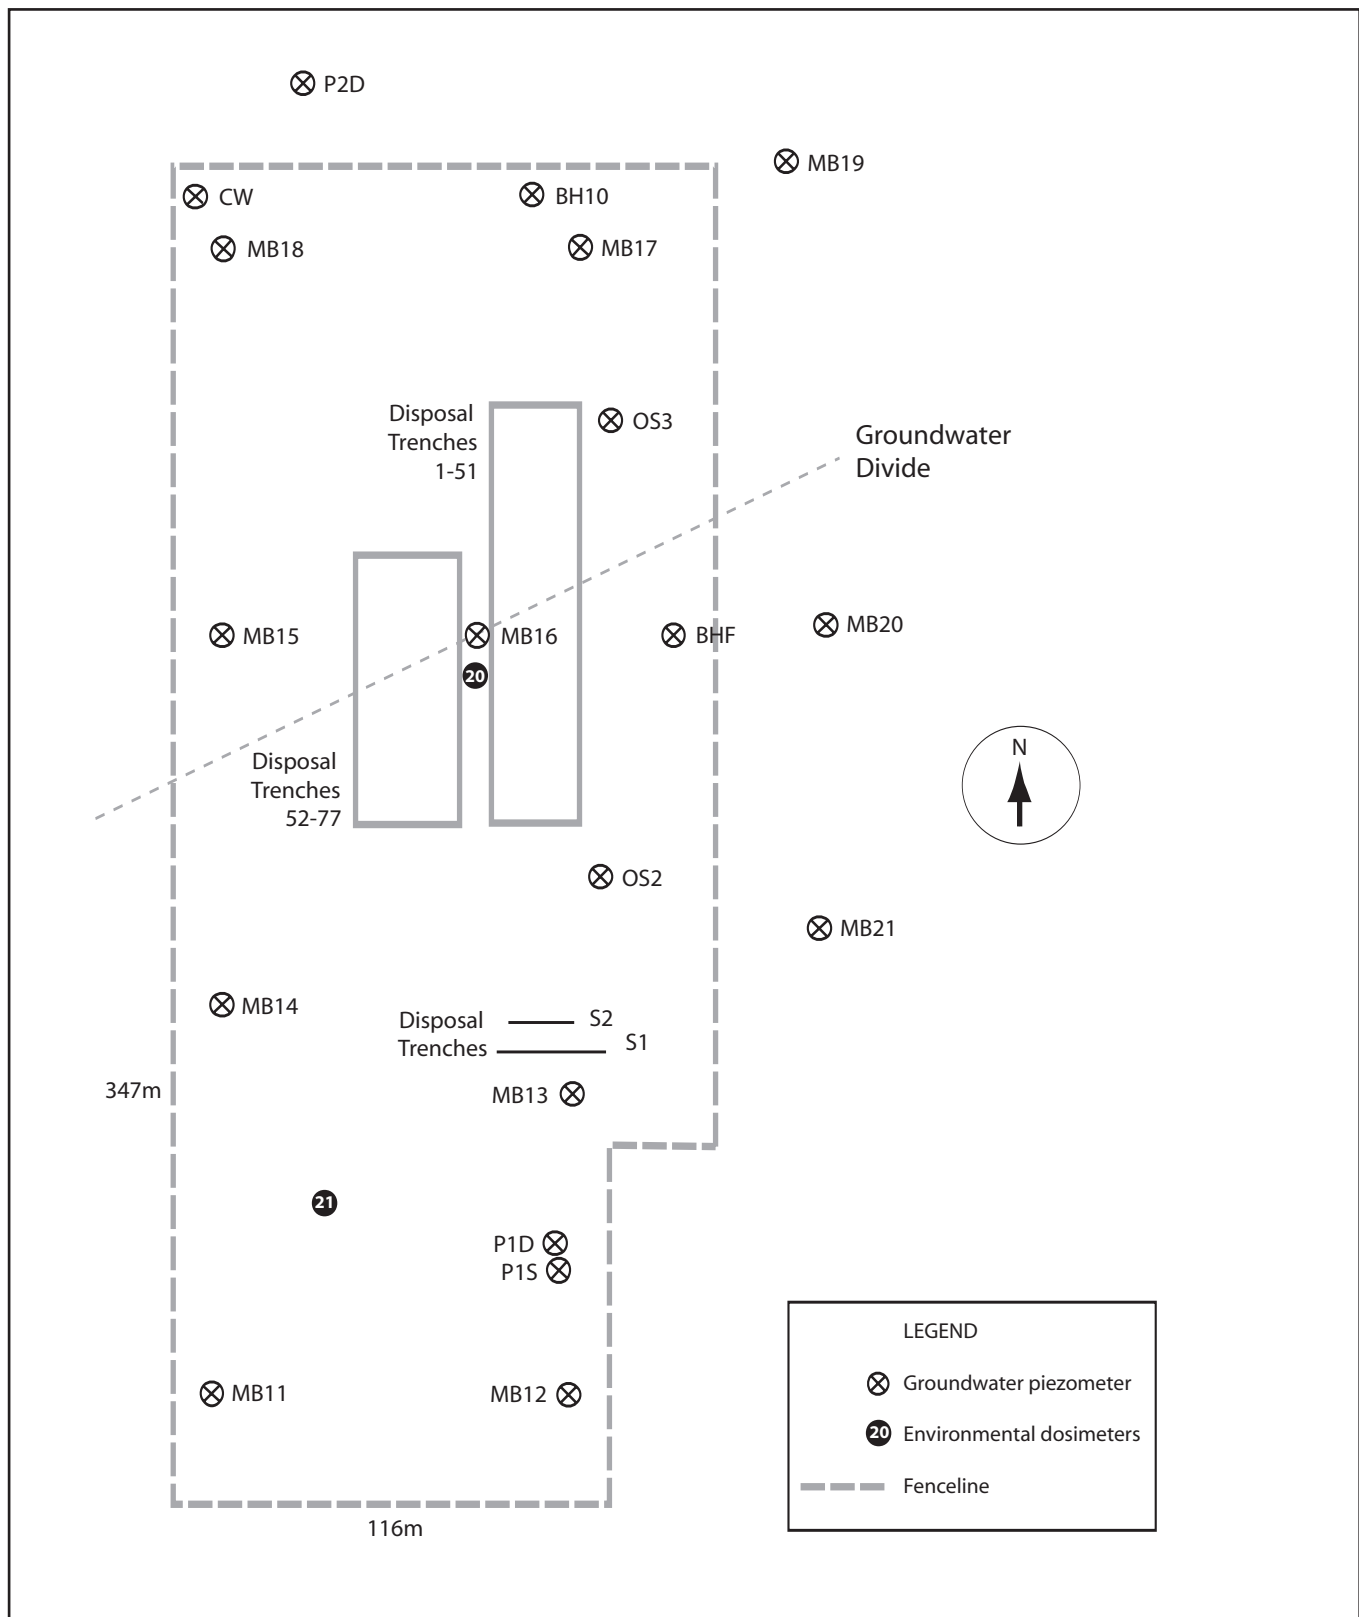 P2D
MB19
CW
BH10
MB18
MB17
Disposal
Trenches
1-51
OS3
Groundwater
Divide
MB15
MB16
BHF
MB20
20
N
Disposal
Trenches
52-77
OS2
MB21
MB14
Disposal
Trenches
S2
S1
347m
MB13
21
P1D
P1S
MB11
MB12
116m
LEGEND
Groundwater piezometer
20 Environmental dosimeters
Fenceline